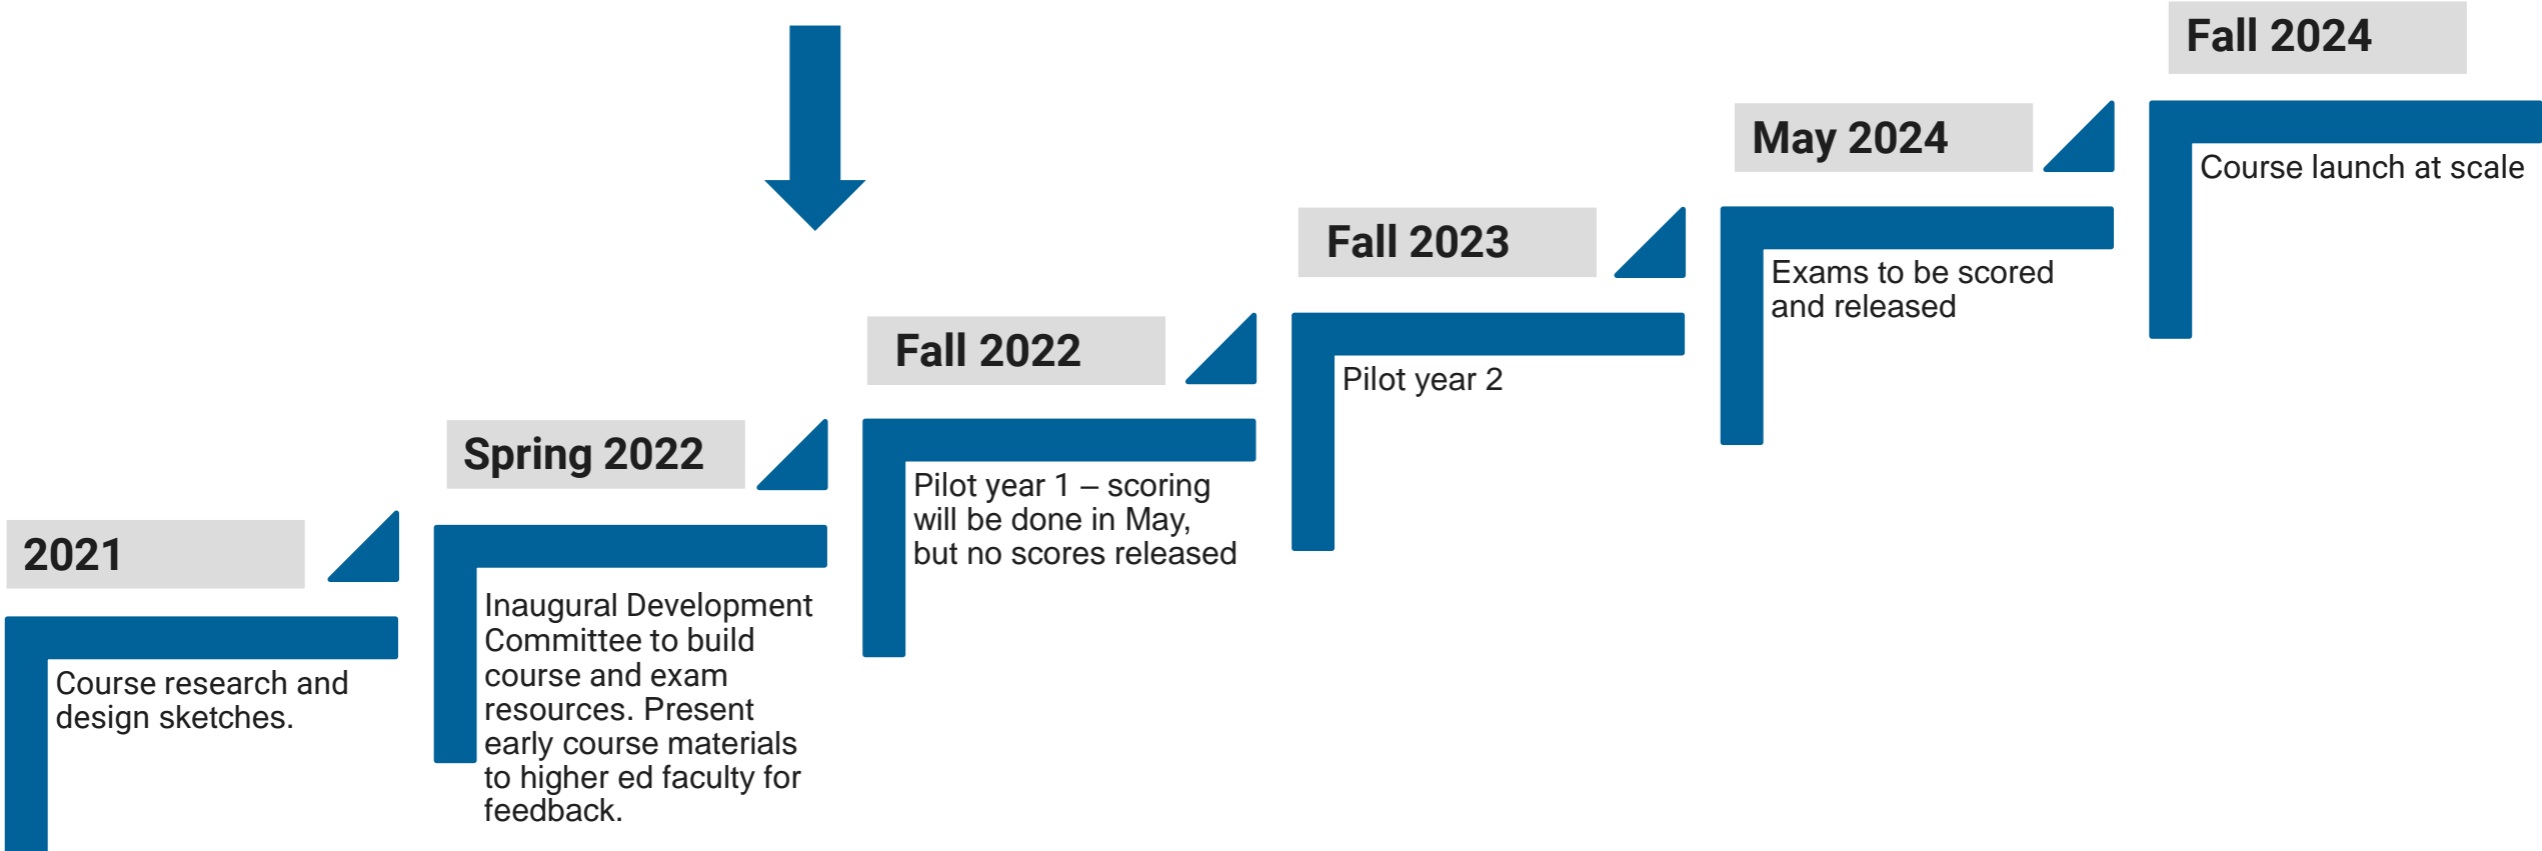 2021
Course research and
design sketches.
Spring 2022
Inaugural Development
Committee to build
course and exam
resources. Present
early course materials
to higher ed faculty for
feedback.
Fall 2022
Pilot year 1 – scoring
will be done in May,
but no scores released
Fall 2023
Pilot year 2
May 2024
Exams to be scored
and released
Fall 2024
Course launch at scale